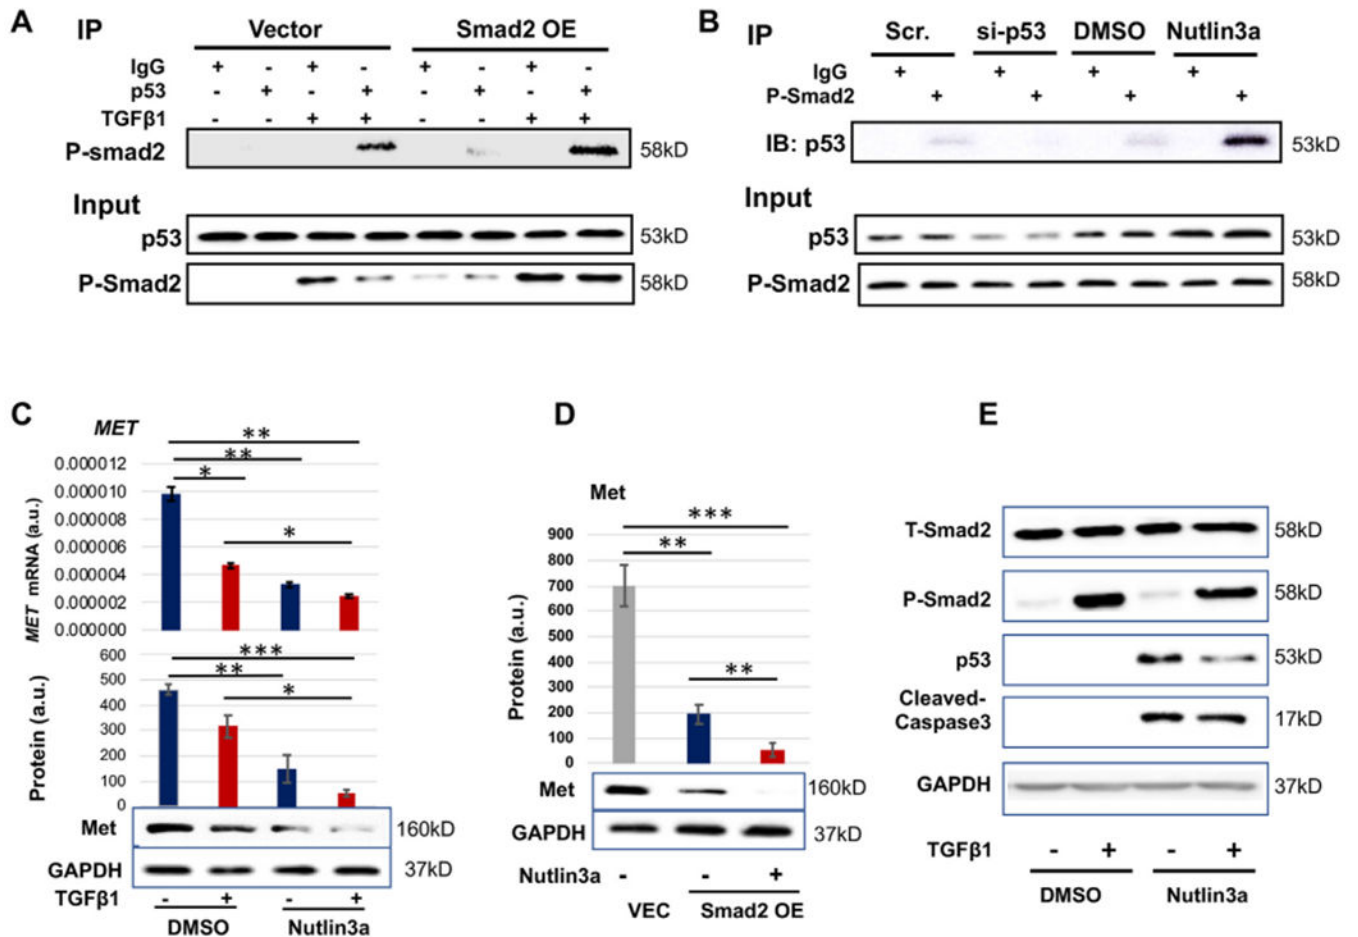 A IP Vector Smad2 OE
IgG + - + - + - + -
p53 - + - + - + - +
TGFβ1 - - + + - - + +
P-smad2 58kD
Input
p53 53kD
P-Smad2 58kD
B IP Scr. si-p53 DMSO Nutlin3a
IgG + + + +
P-Smad2 + + + +
IB: p53 53kD
Input
p53 53kD
P-Smad2 58kD
C
MET
**
**
*
*
MET mRNA (a.u.)
0.000012
0.000010
0.000008
0.000006
0.000004
0.000002
0.000000
***
**
*
Protein (a.u.)
600
500
400
300
200
100
0
Met 160kD
GAPDH 37kD
TGFβ1 - + - +
DMSO Nutlin3a
D
Met
***
**
**
Protein (a.u.)
900
800
700
600
500
400
300
200
100
0
Met 160kD
GAPDH 37kD
Nutlin3a - - +
VEC Smad2 OE
E
T-Smad2 58kD
P-Smad2 58kD
p53 53kD
Cleaved-
Caspase3 17kD
GAPDH 37kD
TGFβ1 - + - +
DMSO Nutlin3a